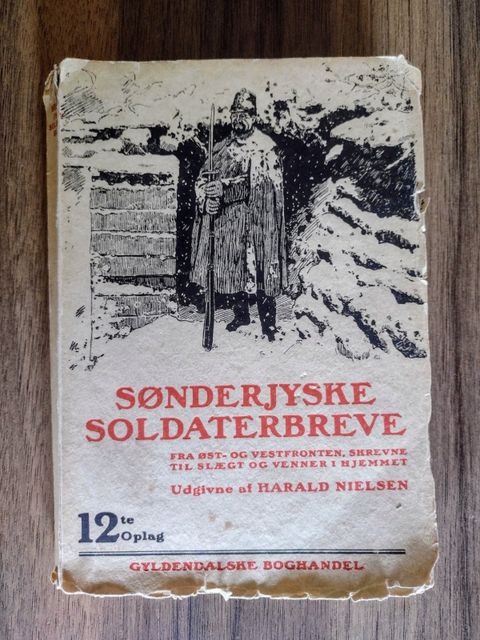 SØNDERJYSKE
SOLDATERBREVE
FRA ØST- OG VESTFRONTEN, SKREVNE
TIL SLÆGT OG VENNER I HJEMMET
Udgivne af HARALD NIELSEN
12te Oplag
GYLDENDALSKE BOGHANDEL